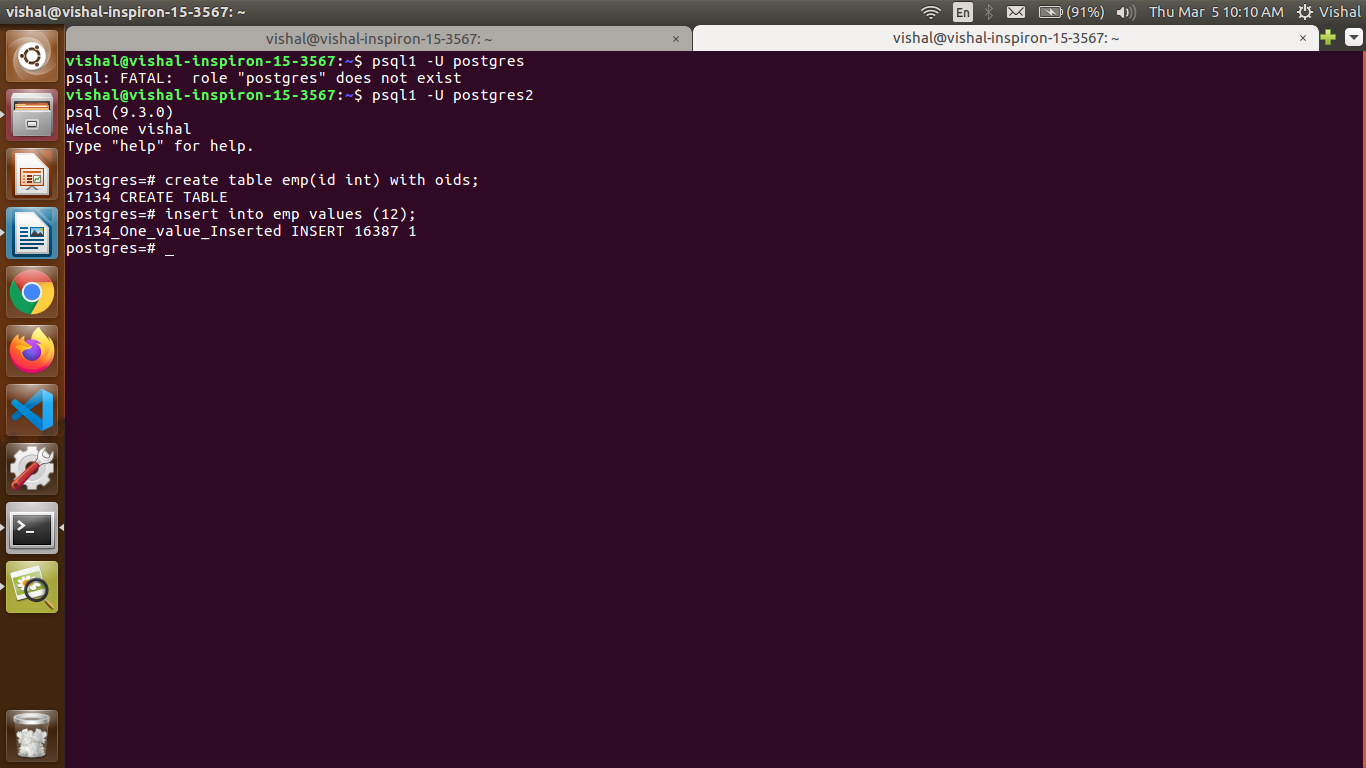 vishal@vishal-inspiron-15-3567: ~
En
(91%)
Thu Mar 5 10:10 AM
Vishal
vishal@vishal-inspiron-15-3567: ~ ×
vishal@vishal-inspiron-15-3567: ~ ×
vishal@vishal-inspiron-15-3567:~$ psql1 -U postgres
psql: FATAL:  role "postgres" does not exist
vishal@vishal-inspiron-15-3567:~$ psql1 -U postgres2
psql (9.3.0)
Welcome vishal
Type "help" for help.
postgres=# create table emp(id int) with oids;
17134 CREATE TABLE
postgres=# insert into emp values (12);
17134_One_value_Inserted INSERT 16387 1
postgres=# _